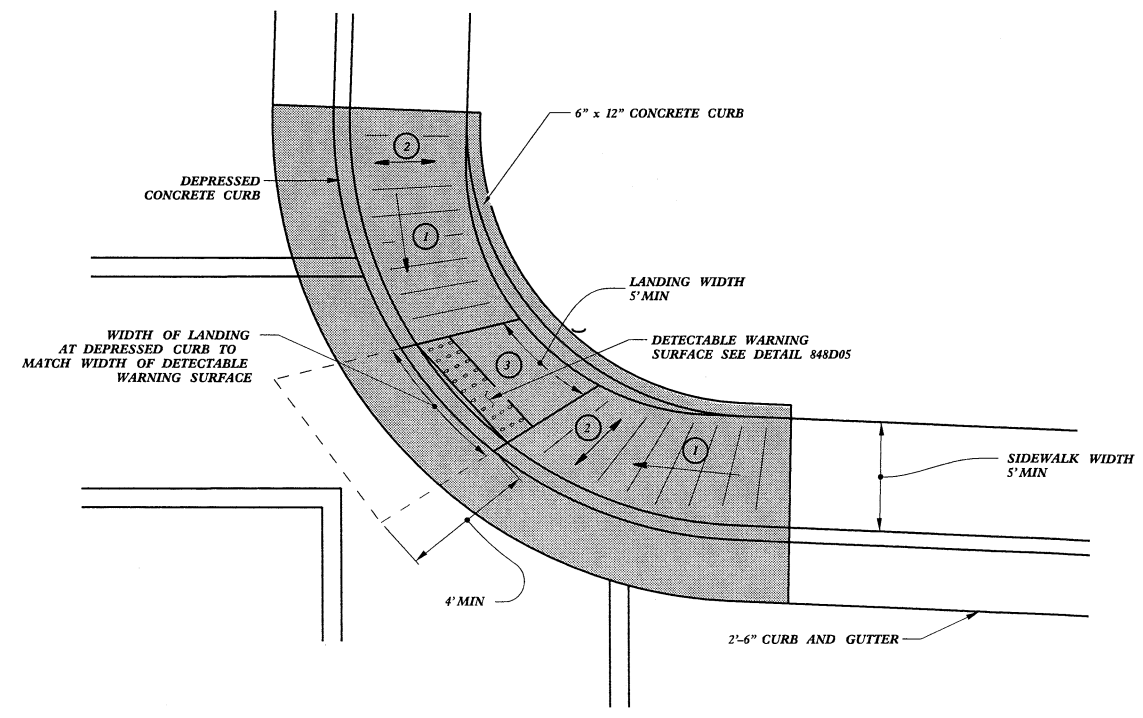 6" x 12" CONCRETE CURB
2
DEPRESSED
CONCRETE CURB
1
LANDING WIDTH
5' MIN
WIDTH OF LANDING
AT DEPRESSED CURB TO
MATCH WIDTH OF DETECTABLE
WARNING SURFACE
DETECTABLE WARNING
SURFACE SEE DETAIL 848D05
3
2
1
SIDEWALK WIDTH
5' MIN
4' MIN
2'-6" CURB AND GUTTER